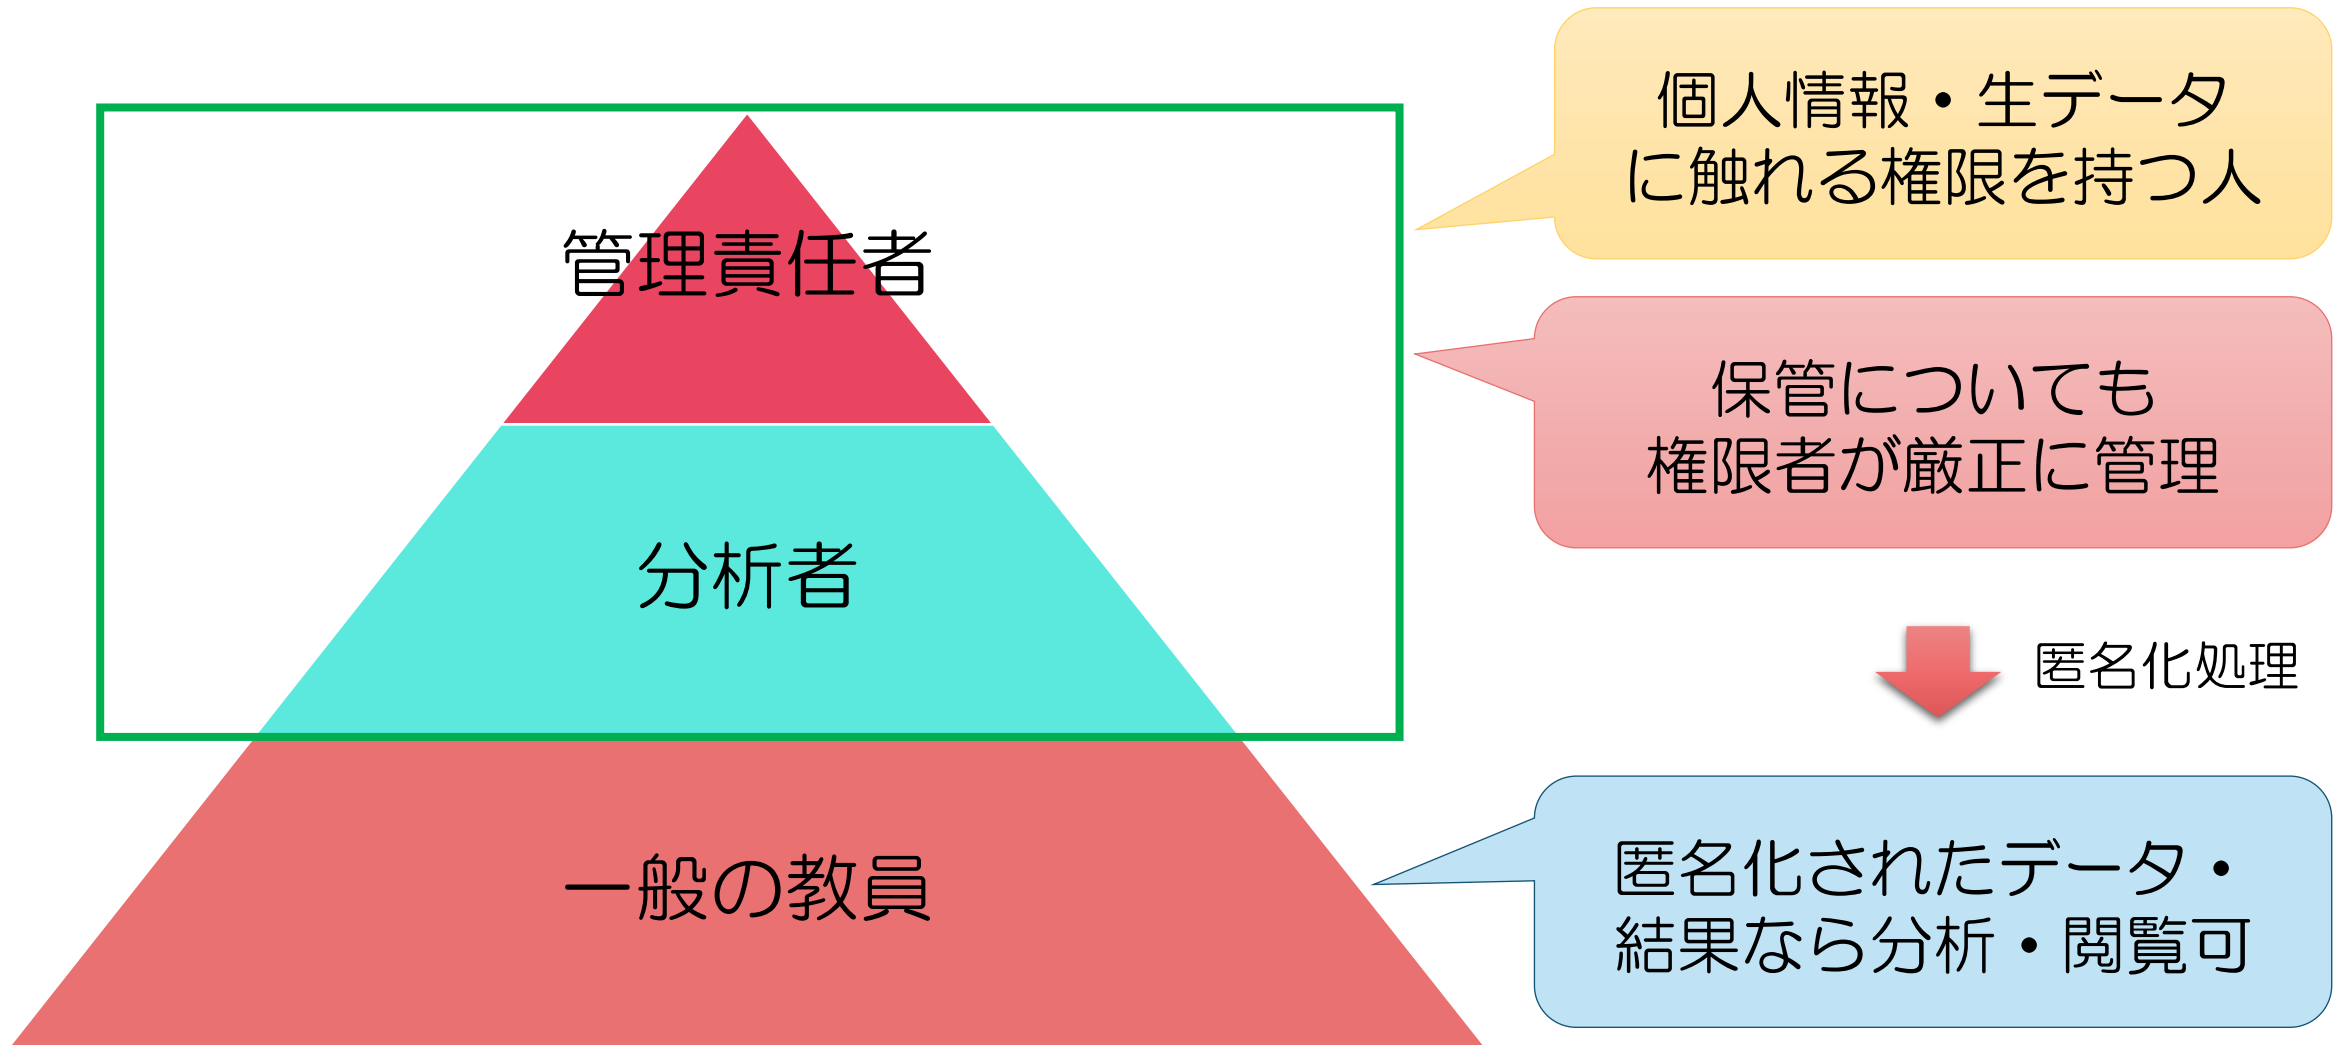 管理責任者
分析者
一般の教員
個人情報・生データ
に触れる権限を持つ人
保管についても
権限者が厳正に管理
匿名化処理
匿名化されたデータ・
結果なら分析・閲覧可